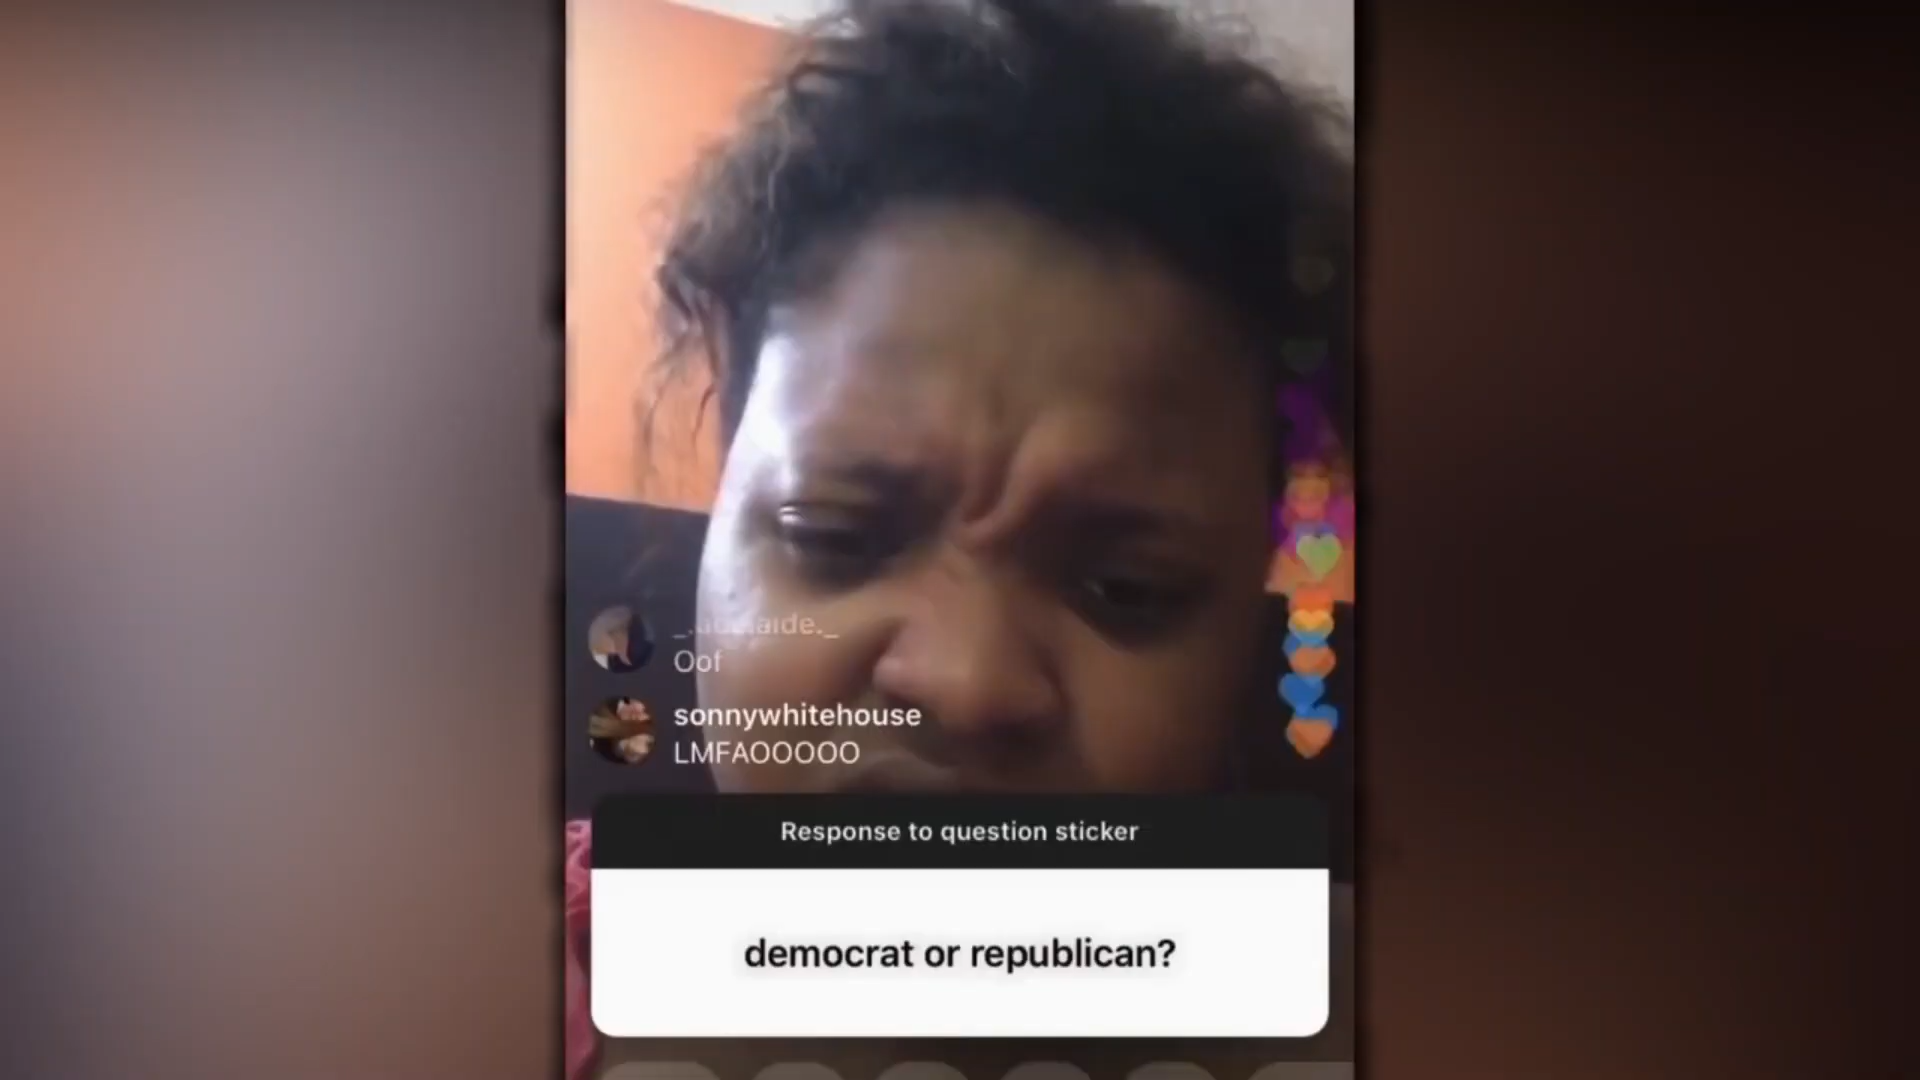 Oof
sonnywhitehouse
LMFAOOOOO
Response to question sticker
democrat or republican?